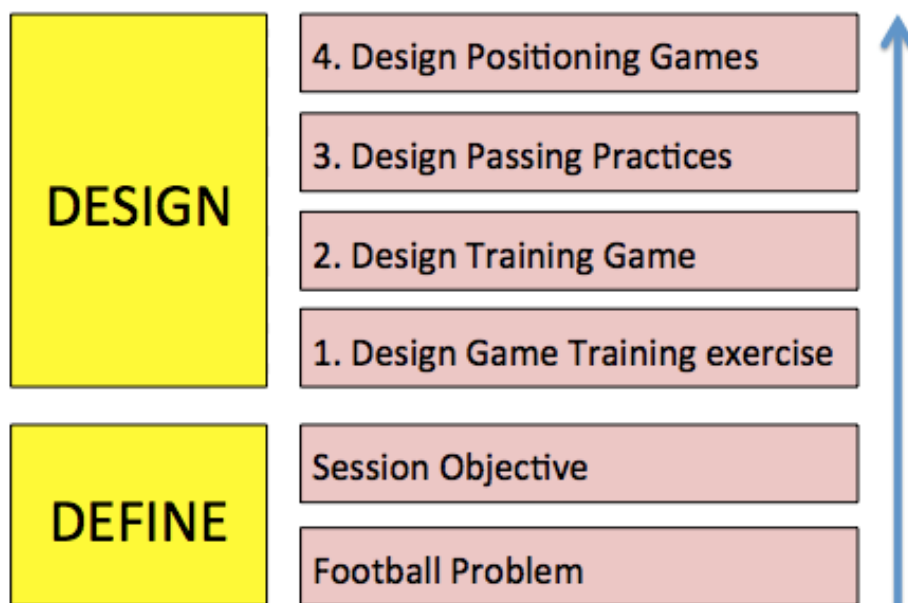 DESIGN
4. Design Positioning Games
3. Design Passing Practices
2. Design Training Game
1. Design Game Training exercise
DEFINE
Session Objective
Football Problem